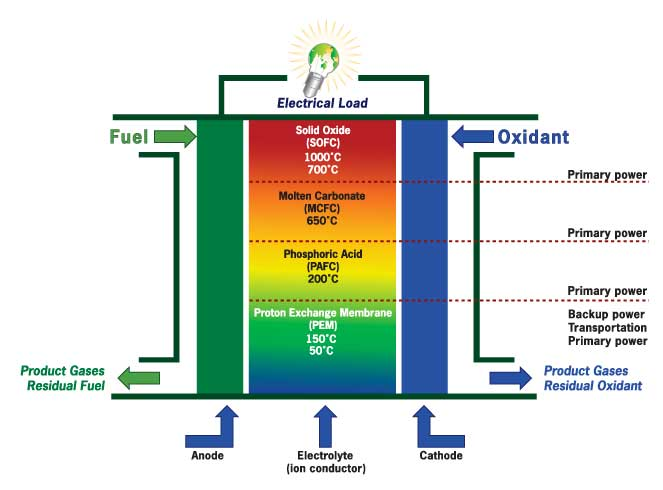 Electrical Load
Fuel
Oxidant
Solid Oxide
(SOFC)
1000˚C
700˚C
Primary power
Molten Carbonate
(MCFC)
650˚C
Primary power
Phosphoric Acid
(PAFC)
200˚C
Primary power
Proton Exchange Membrane
(PEM)
150˚C
50˚C
Backup power
Transportation
Primary power
Product Gases
Residual Fuel
Product Gases
Residual Oxidant
Anode
Electrolyte
(ion conductor)
Cathode